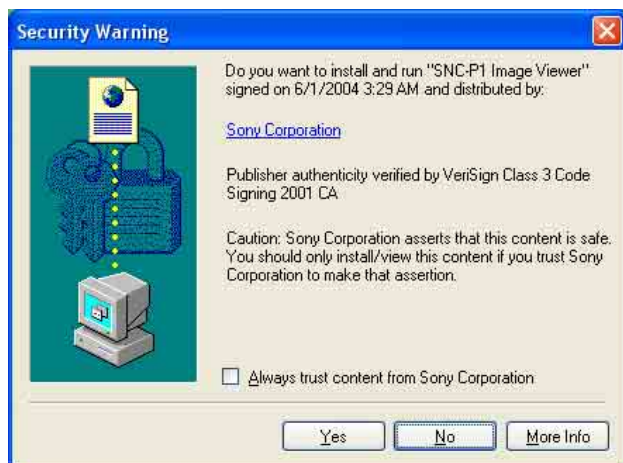 Security Warning
Do you want to install and run "SNC-P1 Image Viewer"
signed on 6/1/2004 3:29 AM and distributed by:
Sony Corporation
Publisher authenticity verified by VeriSign Class 3 Code
Signing 2001 CA
Caution: Sony Corporation asserts that this content is safe.
You should only install/view this content if you trust Sony
Corporation to make that assertion.
Always trust content from Sony Corporation
Yes
No
More Info